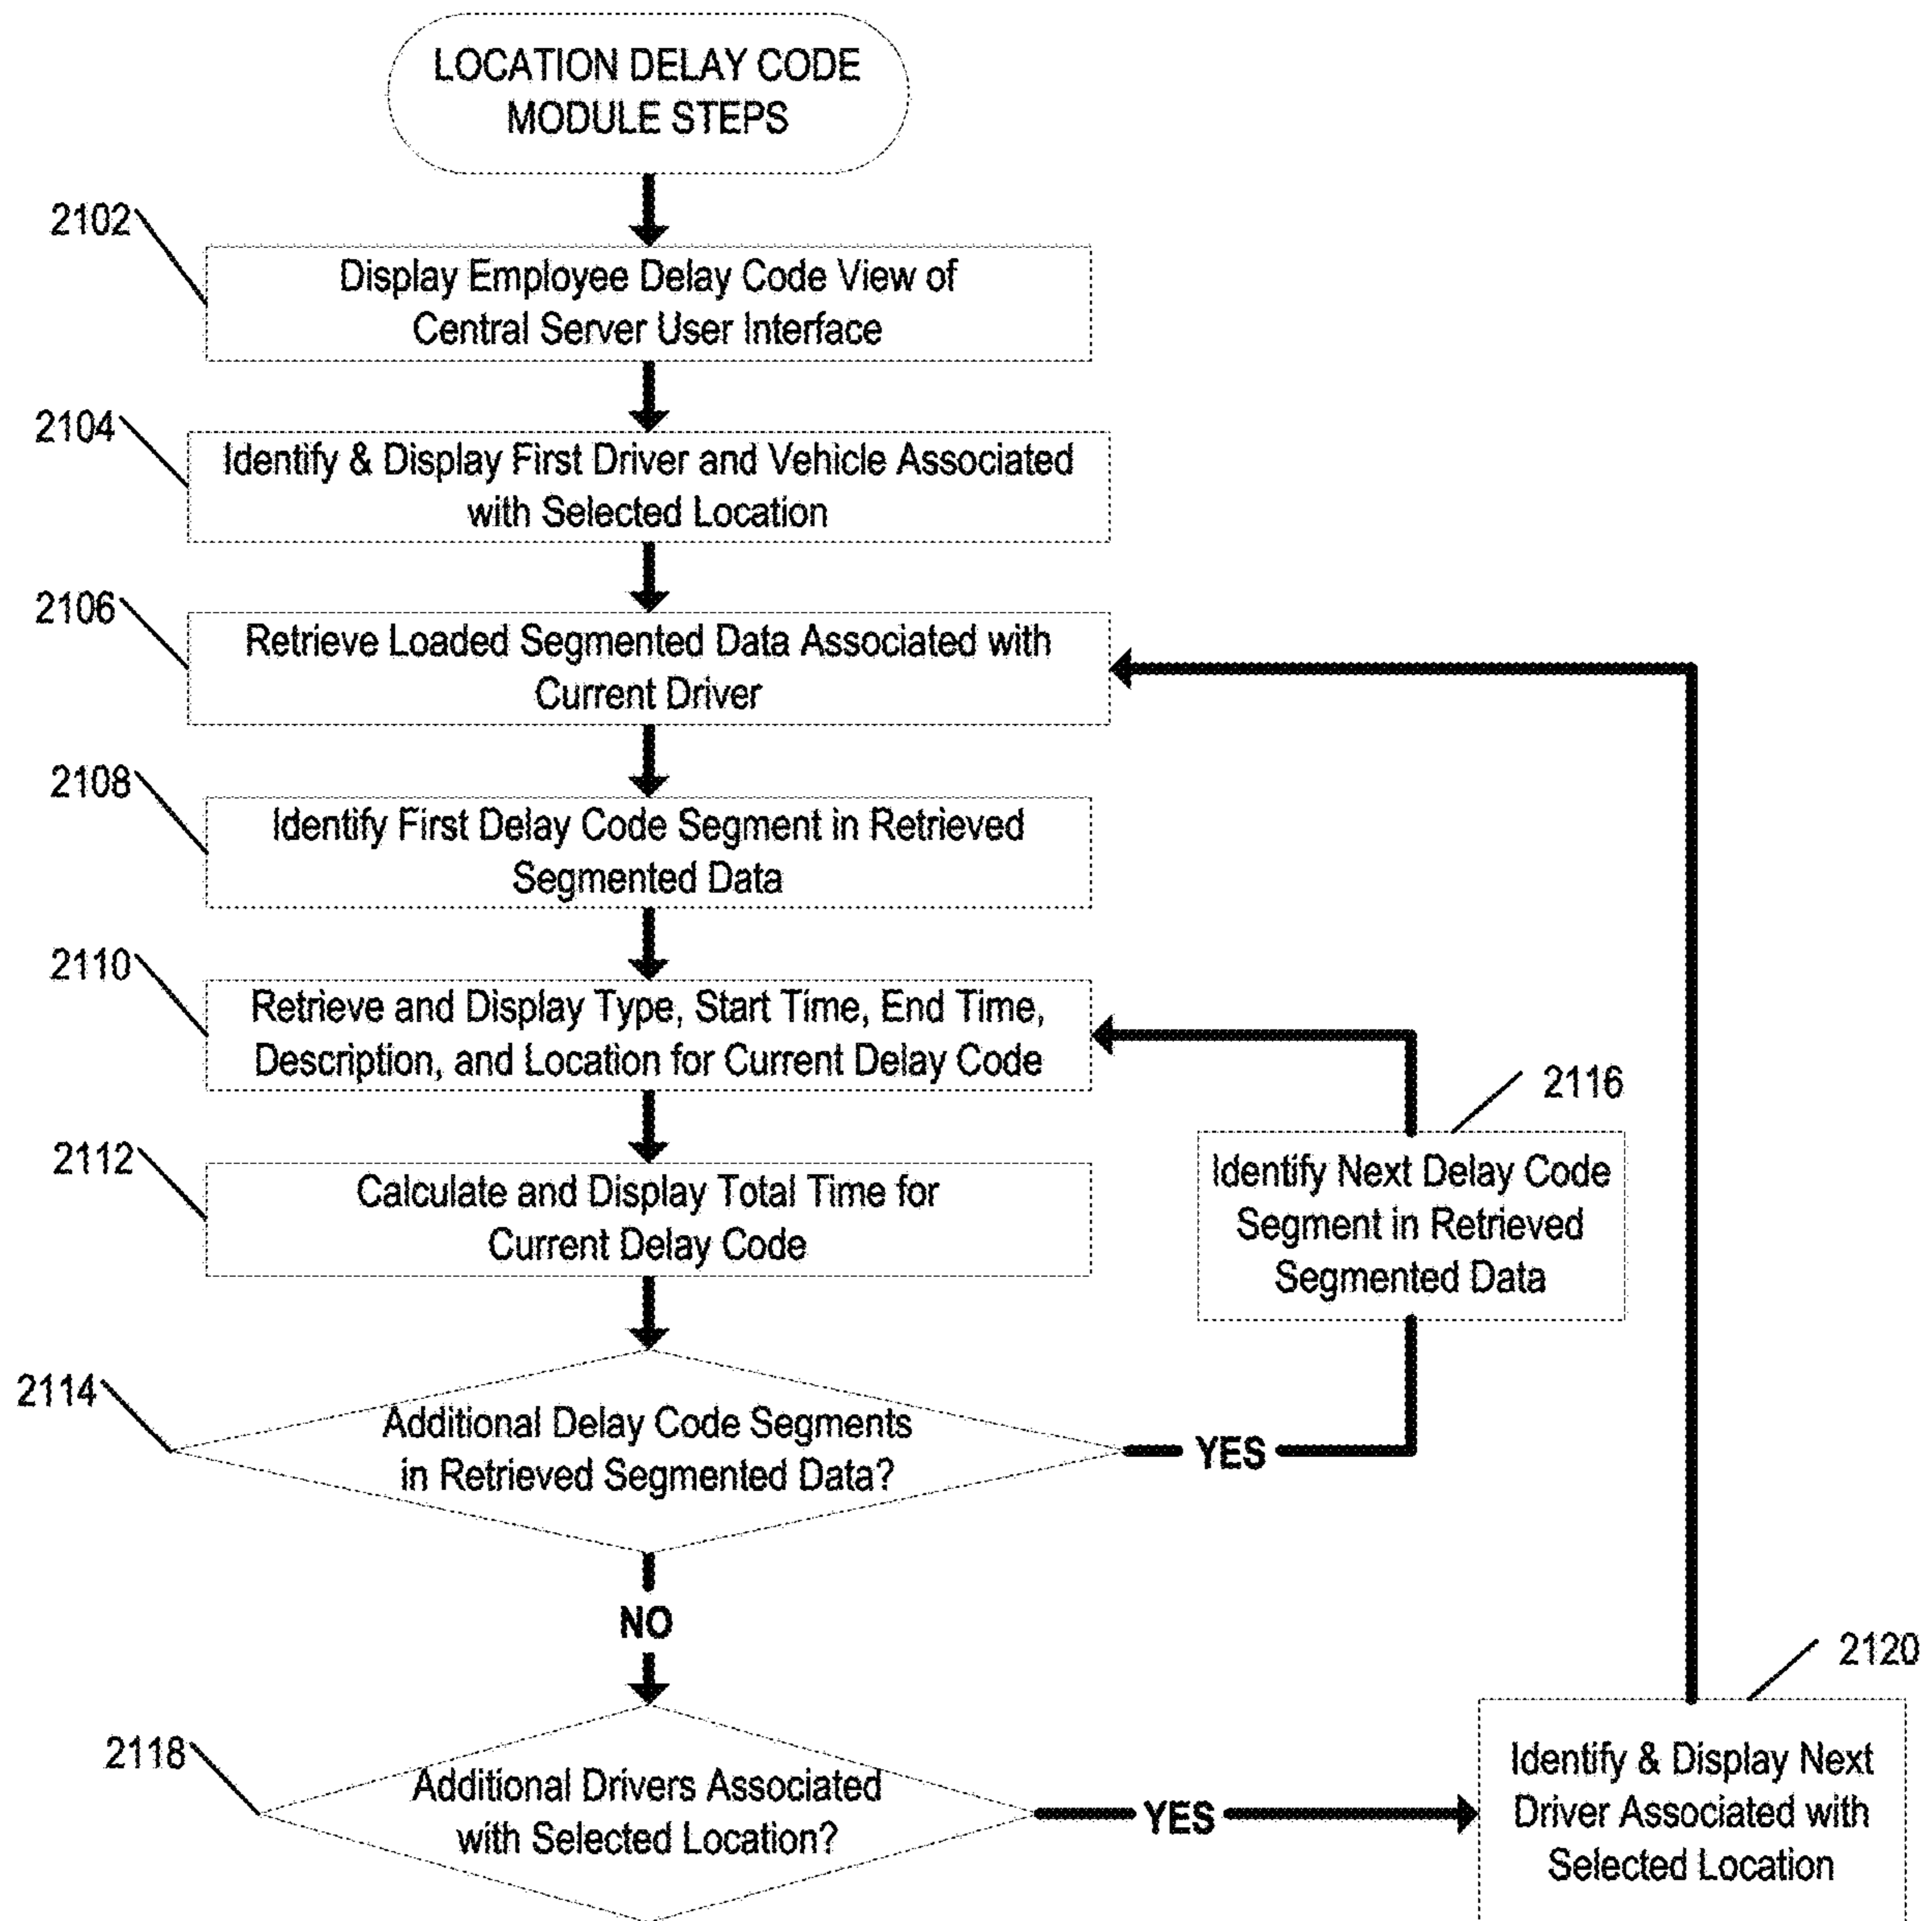 LOCATION DELAY CODE
MODULE STEPS
2102
Display Employee Delay Code View of
Central Server User Interface
2104
Identify & Display First Driver and Vehicle Associated
with Selected Location
2106
Retrieve Loaded Segmented Data Associated with
Current Driver
2108
Identify First Delay Code Segment in Retrieved
Segmented Data
2110
Retrieve and Display Type, Start Time, End Time,
Description, and Location for Current Delay Code
2116
Identify Next Delay Code
Segment in Retrieved
Segmented Data
2112
Calculate and Display Total Time for
Current Delay Code
2114
Additional Delay Code Segments
in Retrieved Segmented Data?
YES
NO
2118
Additional Drivers Associated
with Selected Location?
YES
2120
Identify & Display Next
Driver Associated with
Selected Location